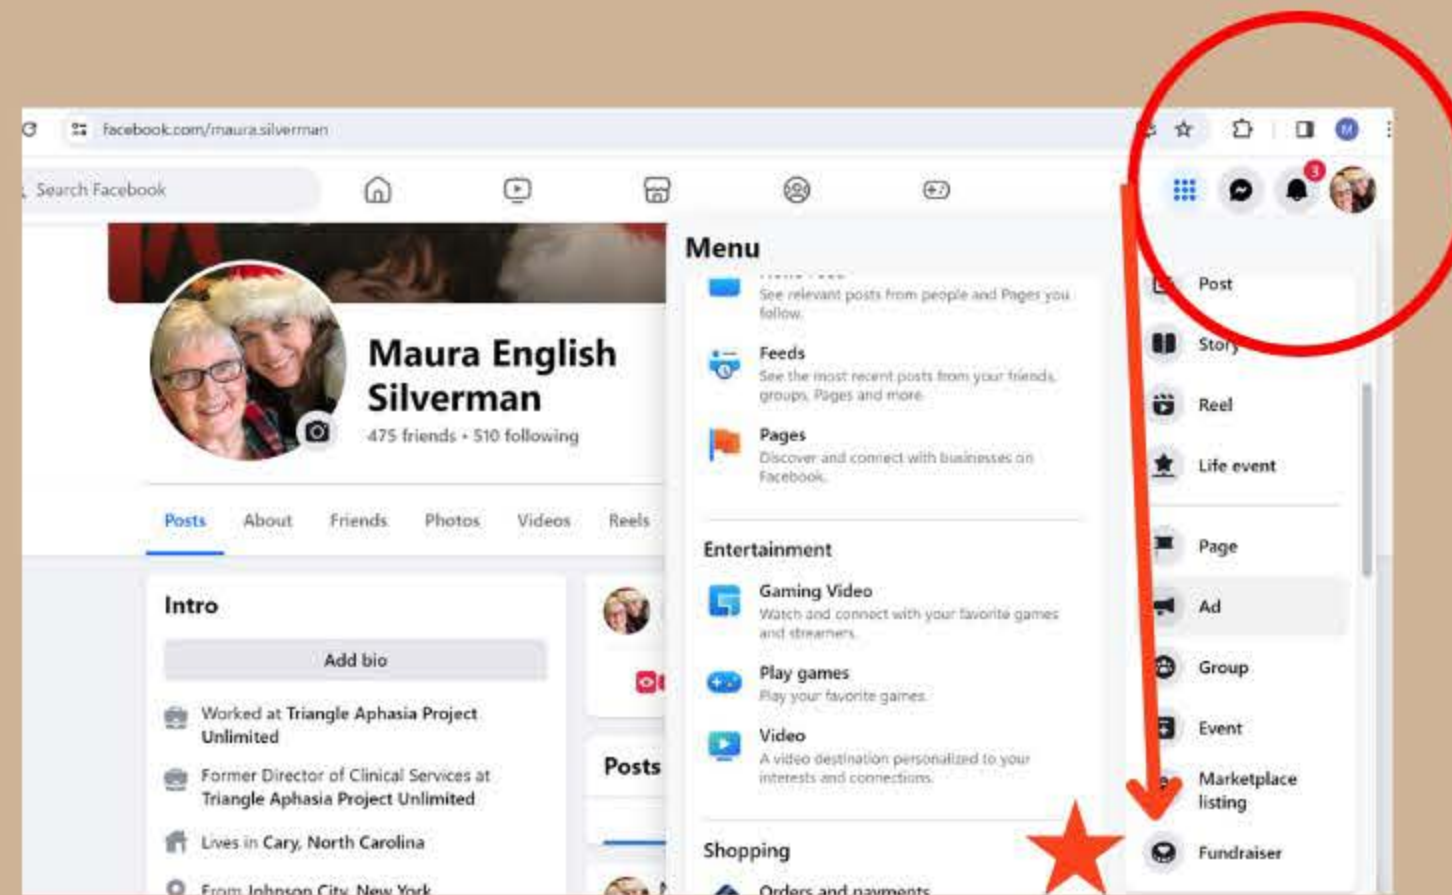 facebook.com/maura.silverman
M
Search Facebook
3
Maura English
Silverman
475 friends • 510 following
Posts About Friends Photos Videos Reels
Intro
Add bio
Worked at Triangle Aphasia Project
Unlimited
Former Director of Clinical Services at
Triangle Aphasia Project Unlimited
Lives in Cary, North Carolina
From Johnson City, New York
Posts
Menu
See relevant posts from people and Pages you
follow.
Feeds
See the most recent posts from your friends,
groups, Pages and more.
Pages
Discover and connect with businesses on
Facebook.
Entertainment
Gaming Video
Watch and connect with your favorite games
and streamers.
Play games
Play your favorite games.
Video
A video destination personalized to your
interests and connections.
Shopping
Orders and payments
Post
Story
Reel
Life event
Page
Ad
Group
Event
Marketplace
listing
Fundraiser